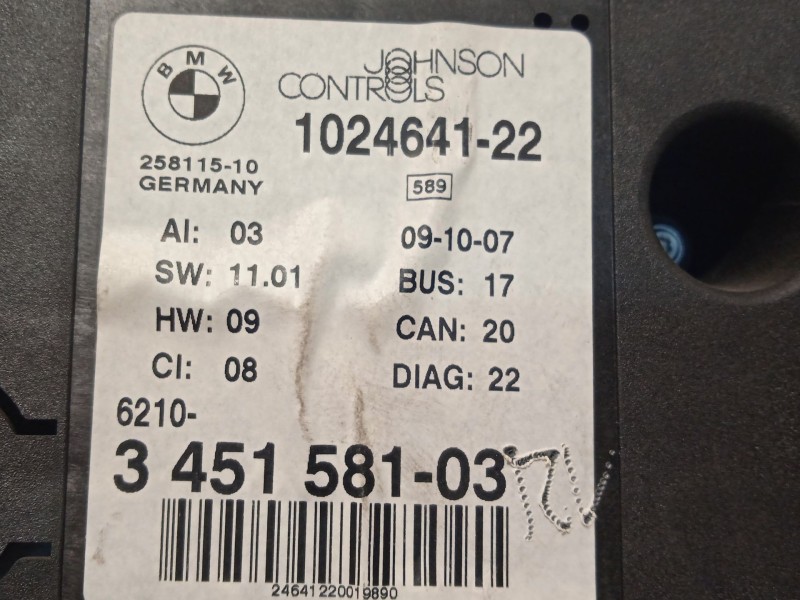 BMW
JOHNSON
CONTROLS
1024641-22
258115-10
GERMANY
589
AI: 03
09-10-07
SW: 11.01
BUS: 17
HW: 09
CAN: 20
CI: 08
DIAG: 22
6210-
3 451 581-03
24641220019890